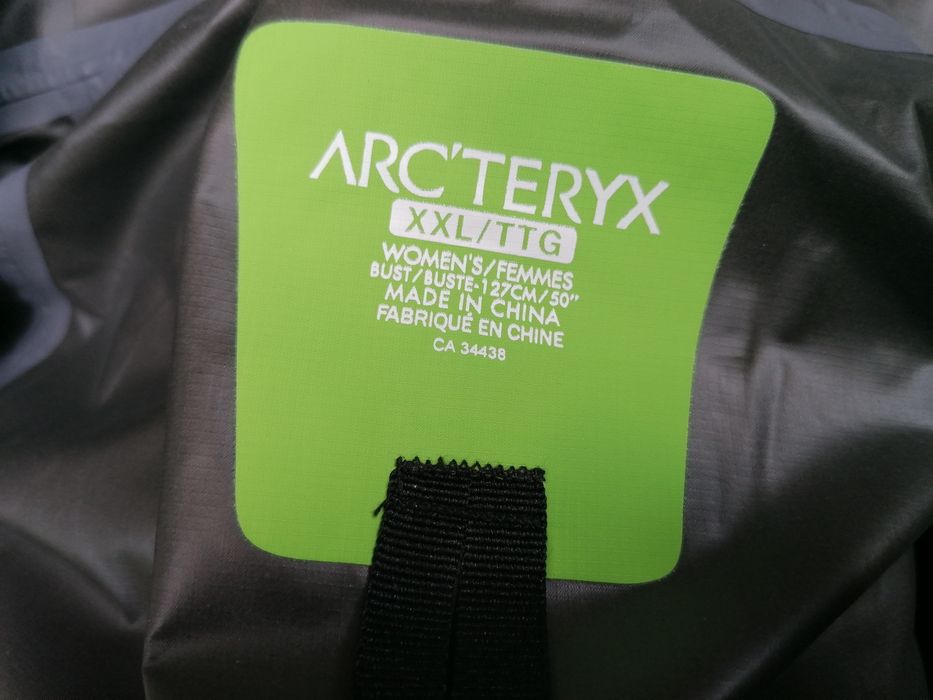 ARC'TERYX
XXL/TTG
WOMEN'S/FEMMES
BUST/BUSTE-127CM/50"
MADE IN CHINA
FABRIQUÉ EN CHINE
CA 34438